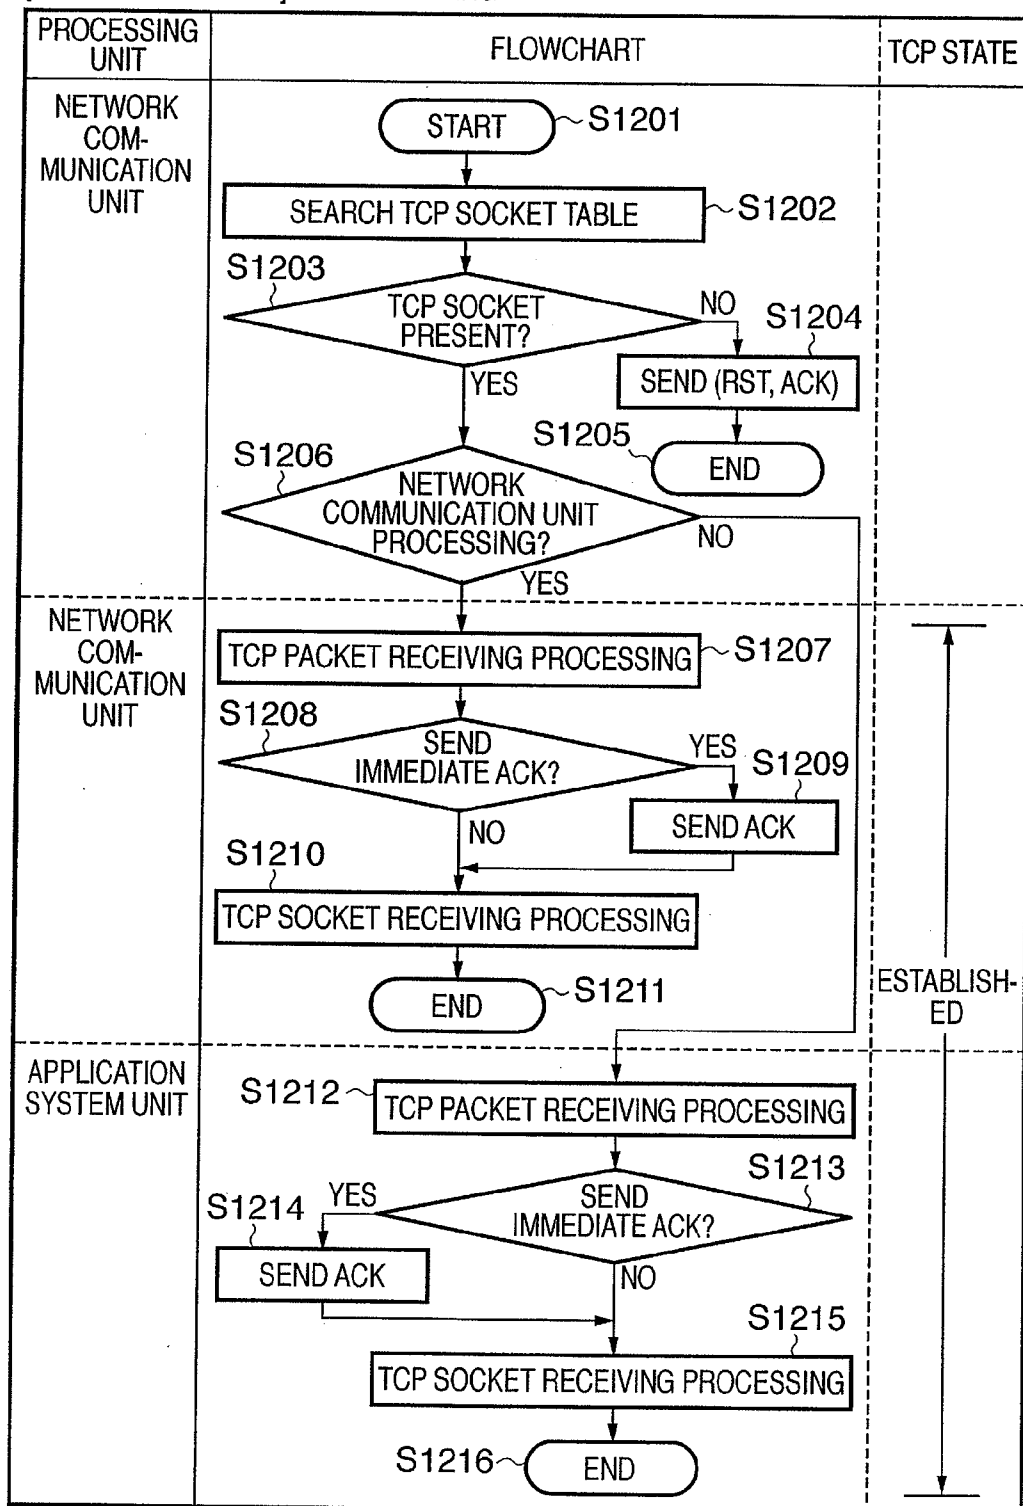 PROCESSING
UNIT
FLOWCHART
TCP STATE
NETWORK
COM-
MUNICATION
UNIT
START
S1201
SEARCH TCP SOCKET TABLE
S1202
S1203
TCP SOCKET
PRESENT?
NO
S1204
SEND (RST, ACK)
YES
S1205
END
S1206
NETWORK
COMMUNICATION UNIT
PROCESSING?
NO
YES
NETWORK
COM-
MUNICATION
UNIT
TCP PACKET RECEIVING PROCESSING
S1207
S1208
SEND
IMMEDIATE ACK?
YES
S1209
SEND ACK
NO
S1210
TCP SOCKET RECEIVING PROCESSING
END
S1211
ESTABLISH-
ED
APPLICATION
SYSTEM UNIT
S1212
TCP PACKET RECEIVING PROCESSING
S1213
SEND
IMMEDIATE ACK?
YES
S1214
SEND ACK
NO
S1215
TCP SOCKET RECEIVING PROCESSING
S1216
END